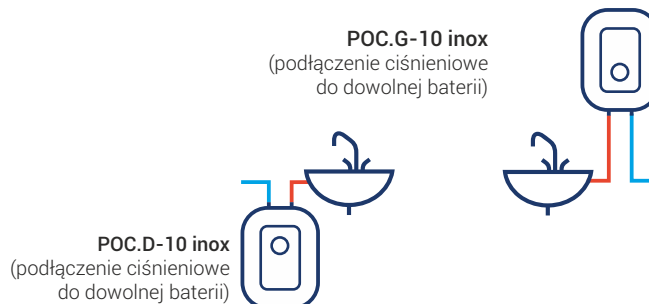 POC.G-10 inox
(podłączenie ciśnieniowe
do dowolnej baterii)
POC.D-10 inox
(podłączenie ciśnieniowe
do dowolnej baterii)